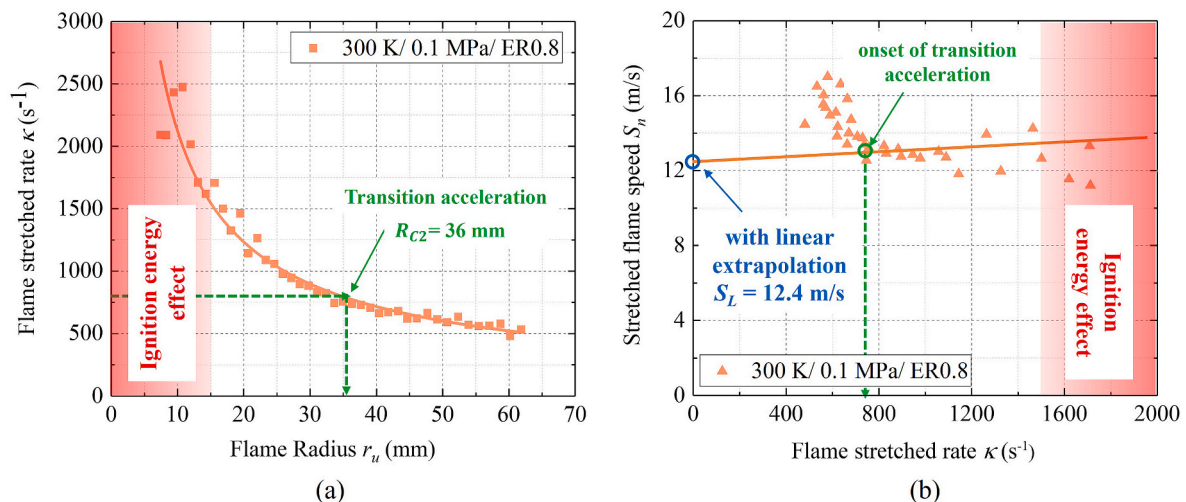 3000
2500
2000
1500
1000
500
0
Flame stretched rate κ (s⁻¹)
300 K/ 0.1 MPa/ ER0.8
Ignition energy
effect
Transition acceleration
R_C2 = 36 mm
0 10 20 30 40 50 60 70
Flame Radius r_u (mm)
(a)
20
16
12
8
4
0
Stretched flame speed S_n (m/s)
onset of transition
acceleration
with linear
extrapolation
S_L = 12.4 m/s
Ignition
energy effect
300 K/ 0.1 MPa/ ER0.8
0 400 800 1200 1600 2000
Flame stretched rate κ (s⁻¹)
(b)